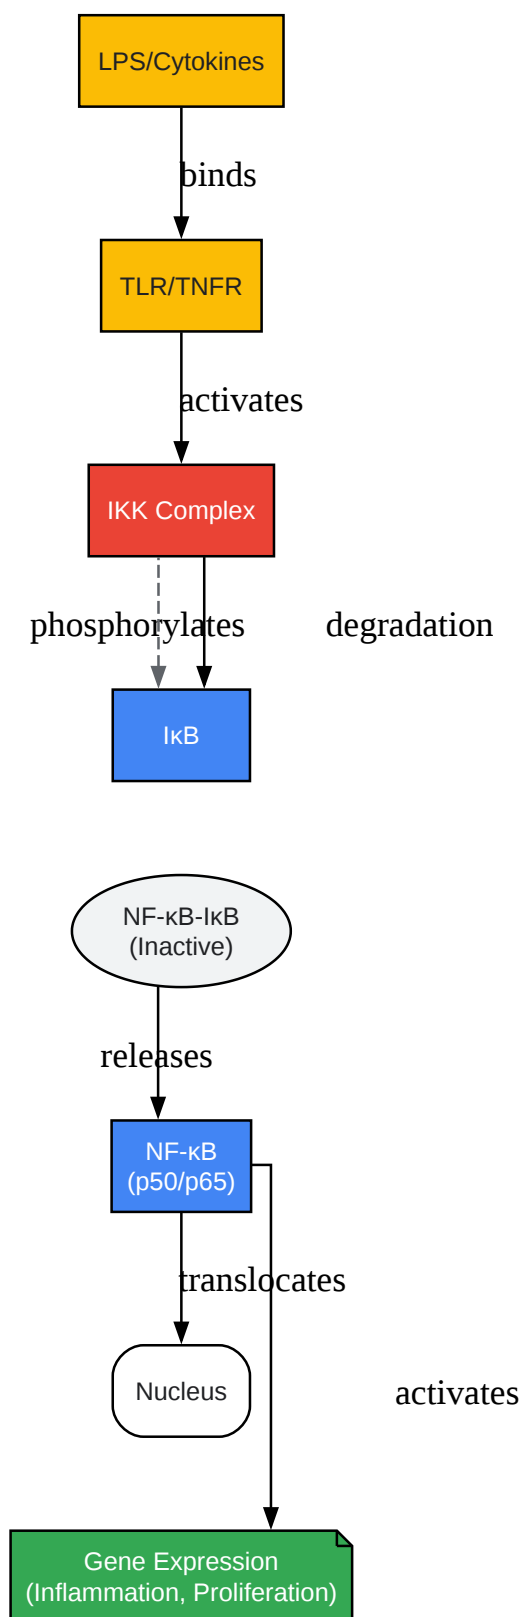 LPS/Cytokines
binds
TLR/TNFR
activates
IKK Complex
phosphorylates
degradation
IκB
NF-κB-IκB
(Inactive)
releases
NF-κB
(p50/p65)
translocates
Nucleus
activates
Gene Expression
(Inflammation, Proliferation)